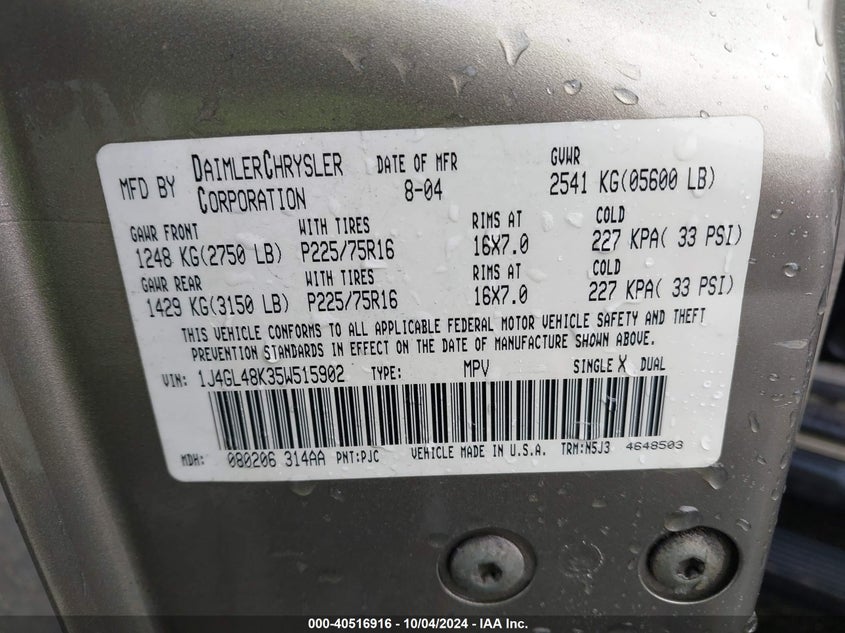 MFD BY DAIMLERCHRYSLER CORPORATION DATE OF MFR 8-04 GVWR 2541 KG(05600 LB)
GAWR FRONT WITH TIRES RIMS AT COLD
1248 KG(2750 LB) P225/75R16 16X7.0 227 KPA( 33 PSI)
GAWR REAR WITH TIRES RIMS AT COLD
1429 KG(3150 LB) P225/75R16 16X7.0 227 KPA( 33 PSI)
THIS VEHICLE CONFORMS TO ALL APPLICABLE FEDERAL MOTOR VEHICLE SAFETY AND THEFT
PREVENTION STANDARDS IN EFFECT ON THE DATE OF MANUFACTURE SHOWN ABOVE.
VIN: 1J4GL48K35W515902 TYPE: MPV SINGLE X DUAL
MDH: 080206 314AA PNT:PJC VEHICLE MADE IN U.S.A. TRM:N5J3 4648503
000-40516916 - 10/04/2024 - IAA Inc.